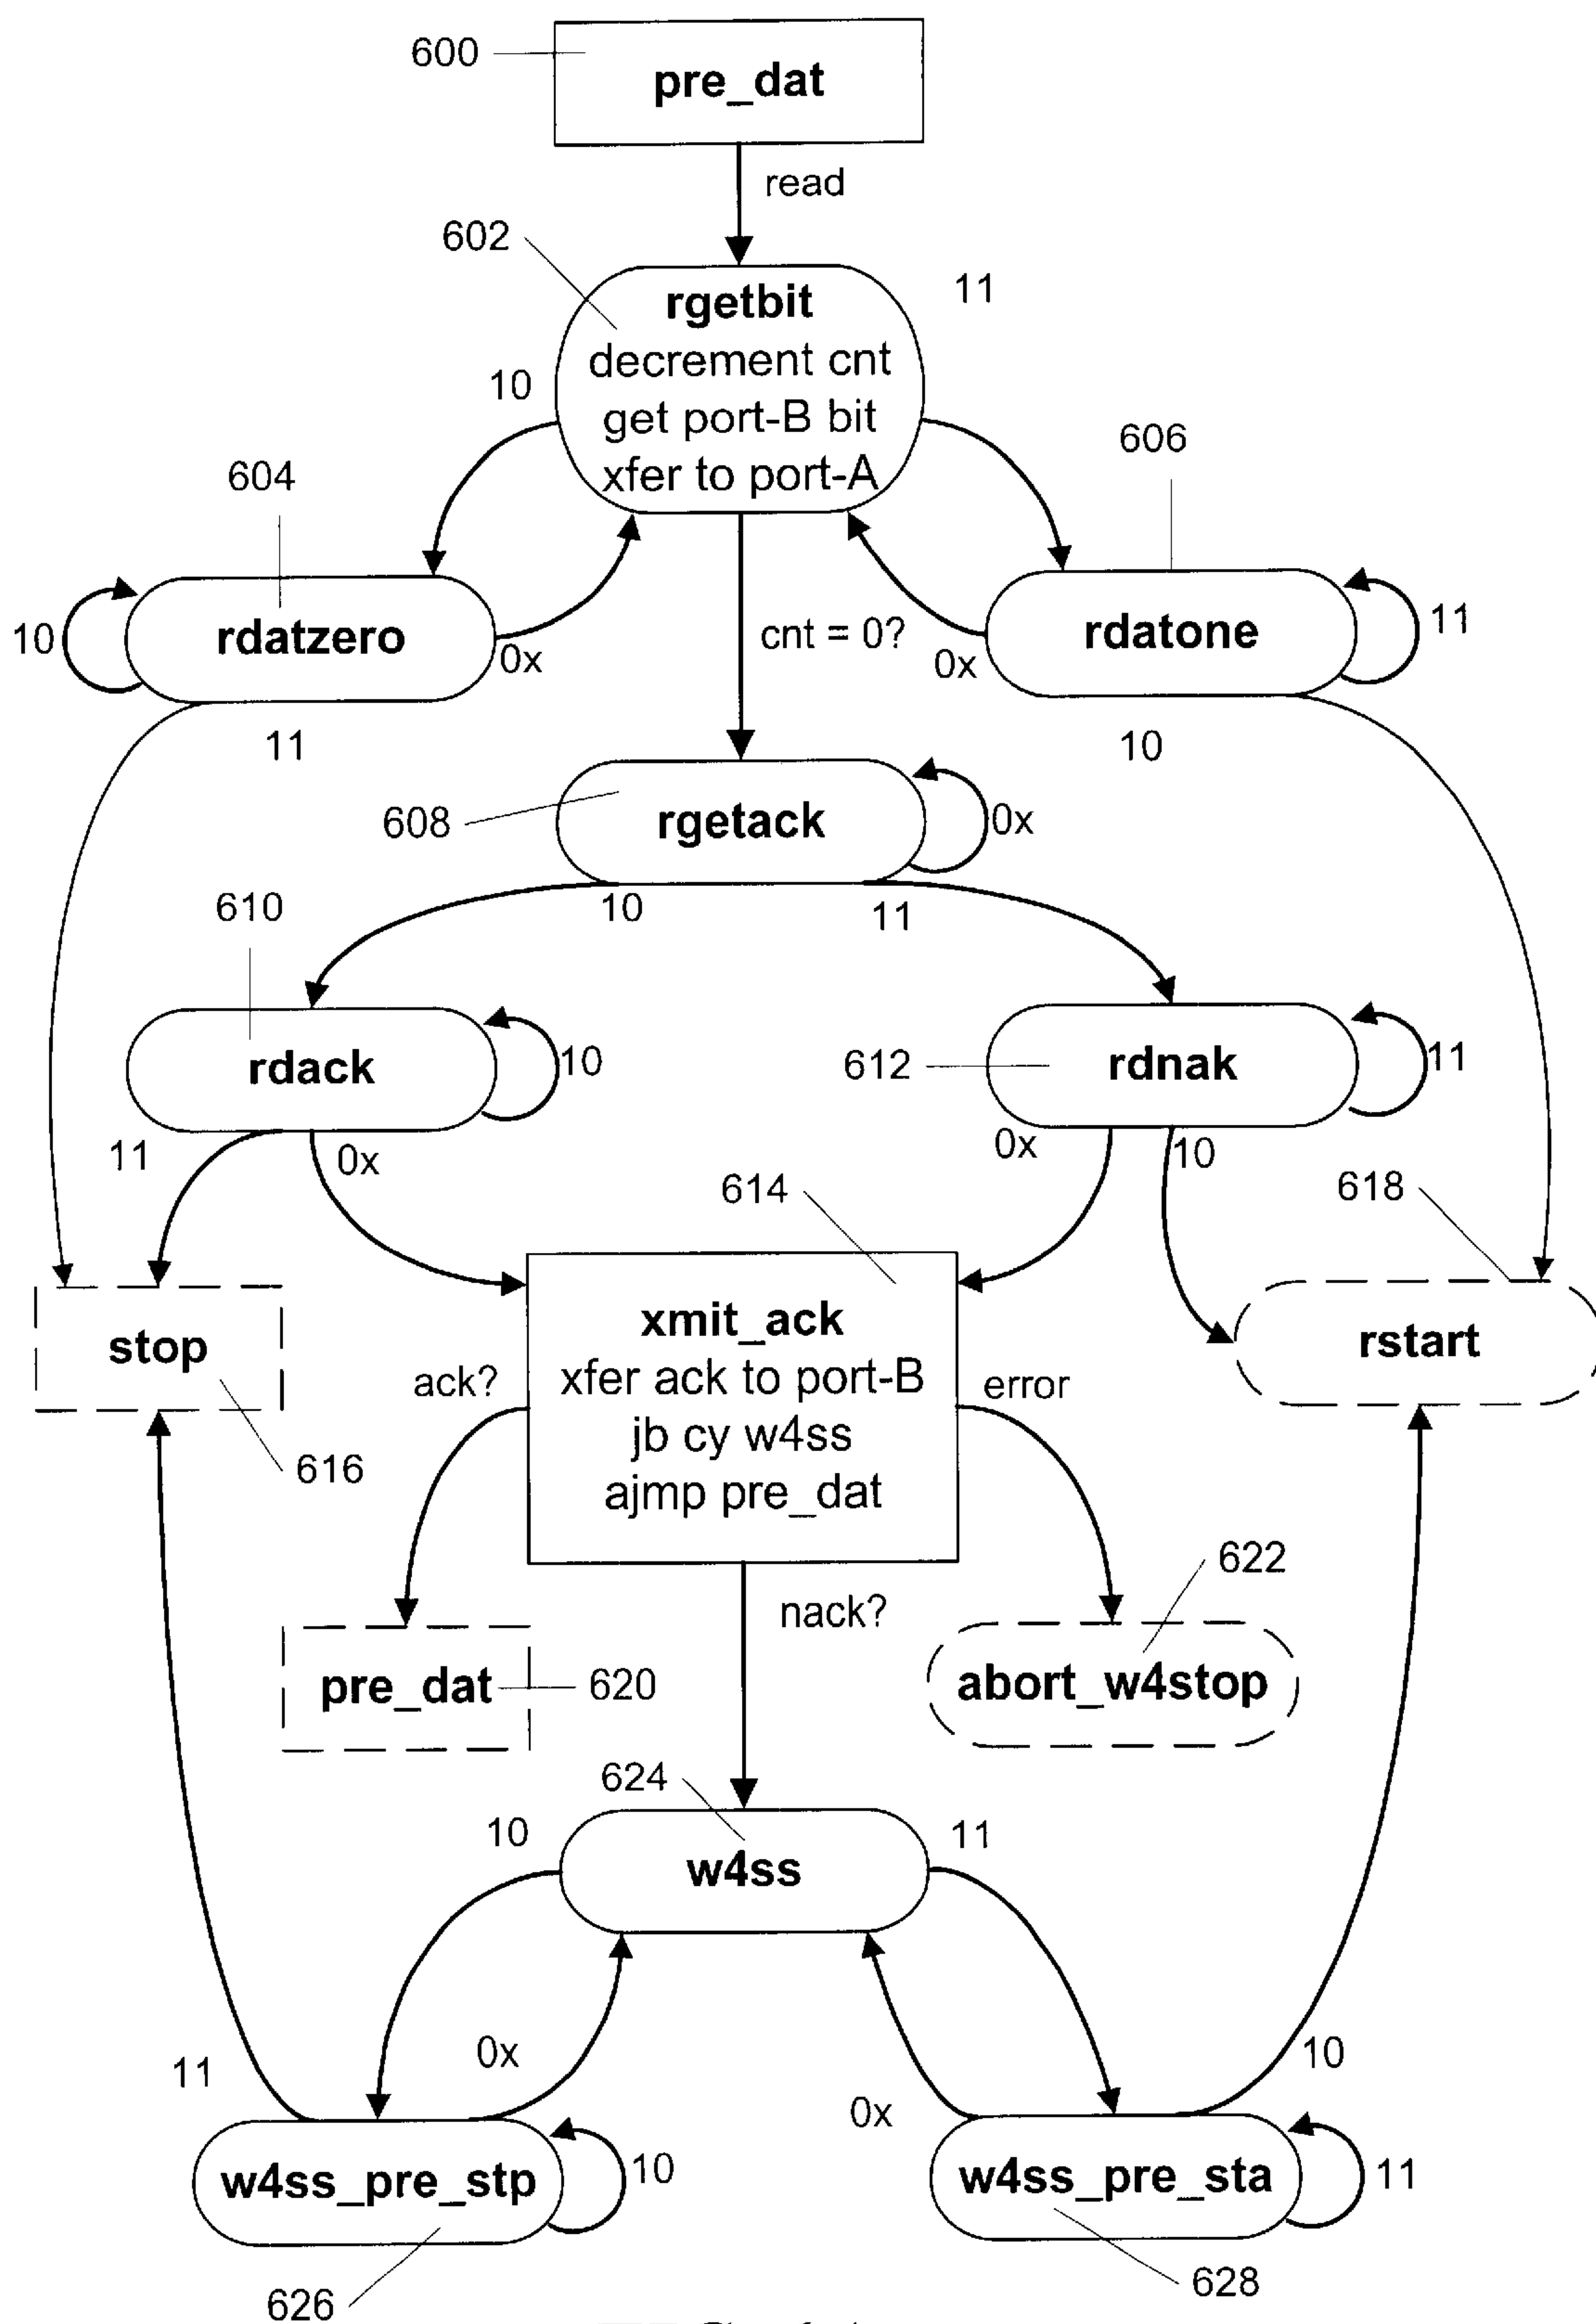 600
pre_dat
read
602
11
rgetbit
decrement cnt
get port-B bit
xfer to port-A
10
606
604
rdatzero
rdatone
10
0x
cnt = 0?
0x
11
11
10
rgetack
608
0x
610
10
11
rdack
10
612
rdnak
11
11
0x
0x
10
614
618
stop
xmit_ack
xfer ack to port-B
jb cy w4ss
ajmp pre_dat
rstart
ack?
error
616
622
nack?
pre_dat
620
abort_w4stop
624
10
11
w4ss
11
0x
10
0x
w4ss_pre_stp
10
w4ss_pre_sta
11
626
628